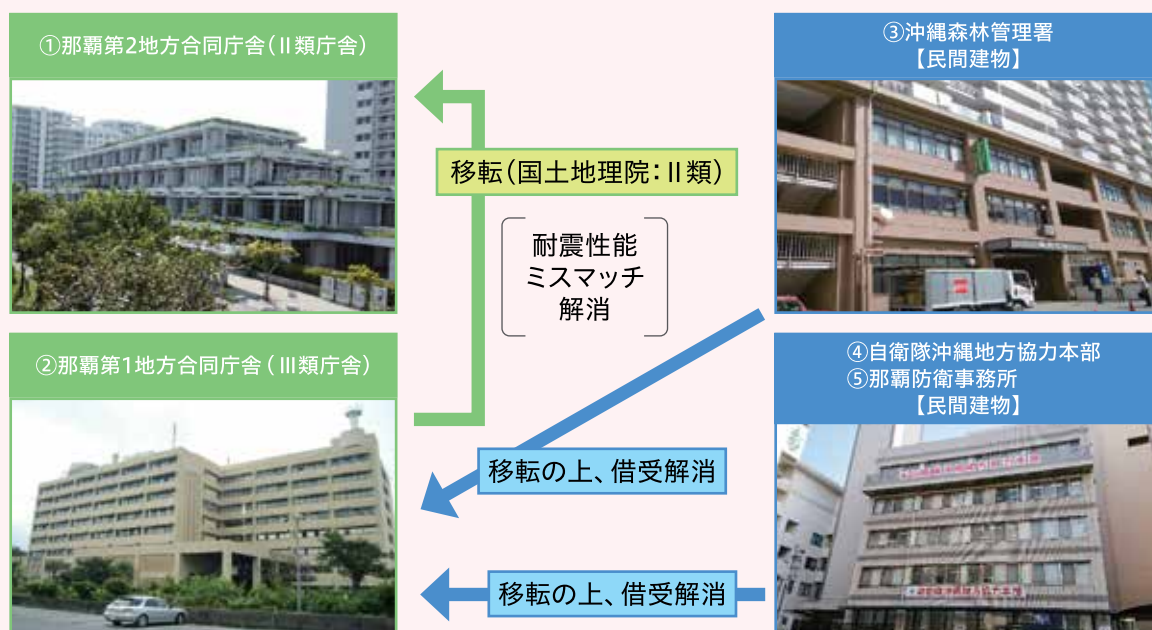 ①那覇第2地方合同庁舎(Ⅱ類庁舎)
移転(国土地理院:Ⅱ類)
耐震性能
ミスマッチ
解消
②那覇第1地方合同庁舎(Ⅲ類庁舎)
③沖縄森林管理署
【民間建物】
移転の上、借受解消
④自衛隊沖縄地方協力本部
⑤那覇防衛事務所
【民間建物】
移転の上、借受解消